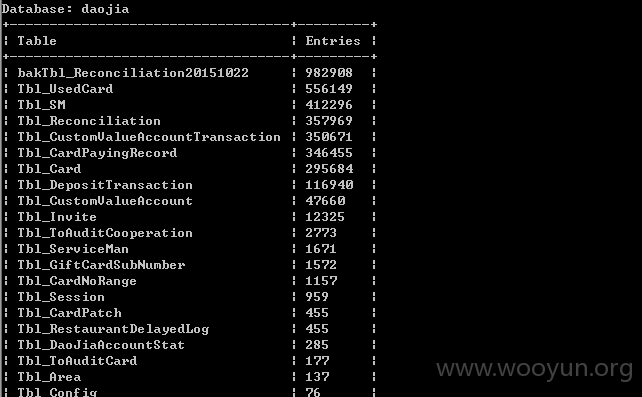 Database: daojia
Table | Entries
bakTbl_Reconciliation20151022 | 982908
Tbl_UsedCard | 556149
Tbl_SM | 412296
Tbl_Reconciliation | 357969
Tbl_CustomValueAccountTransaction | 350671
Tbl_CardPayingRecord | 346455
Tbl_Card | 295684
Tbl_DepositTransaction | 116940
Tbl_CustomValueAccount | 47660
Tbl_Invite | 12325
Tbl_ToAuditCooperation | 2773
Tbl_ServiceMan | 1671
Tbl_GiftCardSubNumber | 1572
Tbl_CardNoRange | 1157
Tbl_Session | 959
Tbl_CardPatch | 455
Tbl_RestaurantDelayedLog | 455
Tbl_DaoJiaAccountStat | 285
Tbl_ToAuditCard | 177
Tbl_Area | 137
Tbl_Config | 76
www.wooyun.org